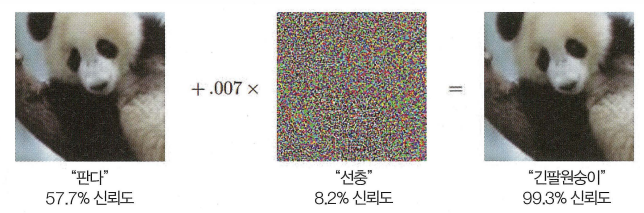 + .007 ×
=
“판다”
57.7% 신뢰도
“선충”
8.2% 신뢰도
“긴팔원숭이”
99.3% 신뢰도